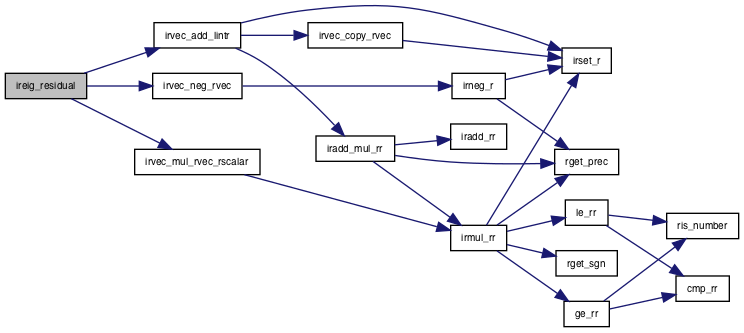 ireig_residual
irvec_add_lintr
irvec_neg_rvec
irvec_mul_rvec_rscalar
irvec_copy_rvec
iradd_mul_rr
irneg_r
iradd_rr
irmul_rr
irset_r
rget_prec
le_rr
rget_sgn
ge_rr
ris_number
cmp_rr